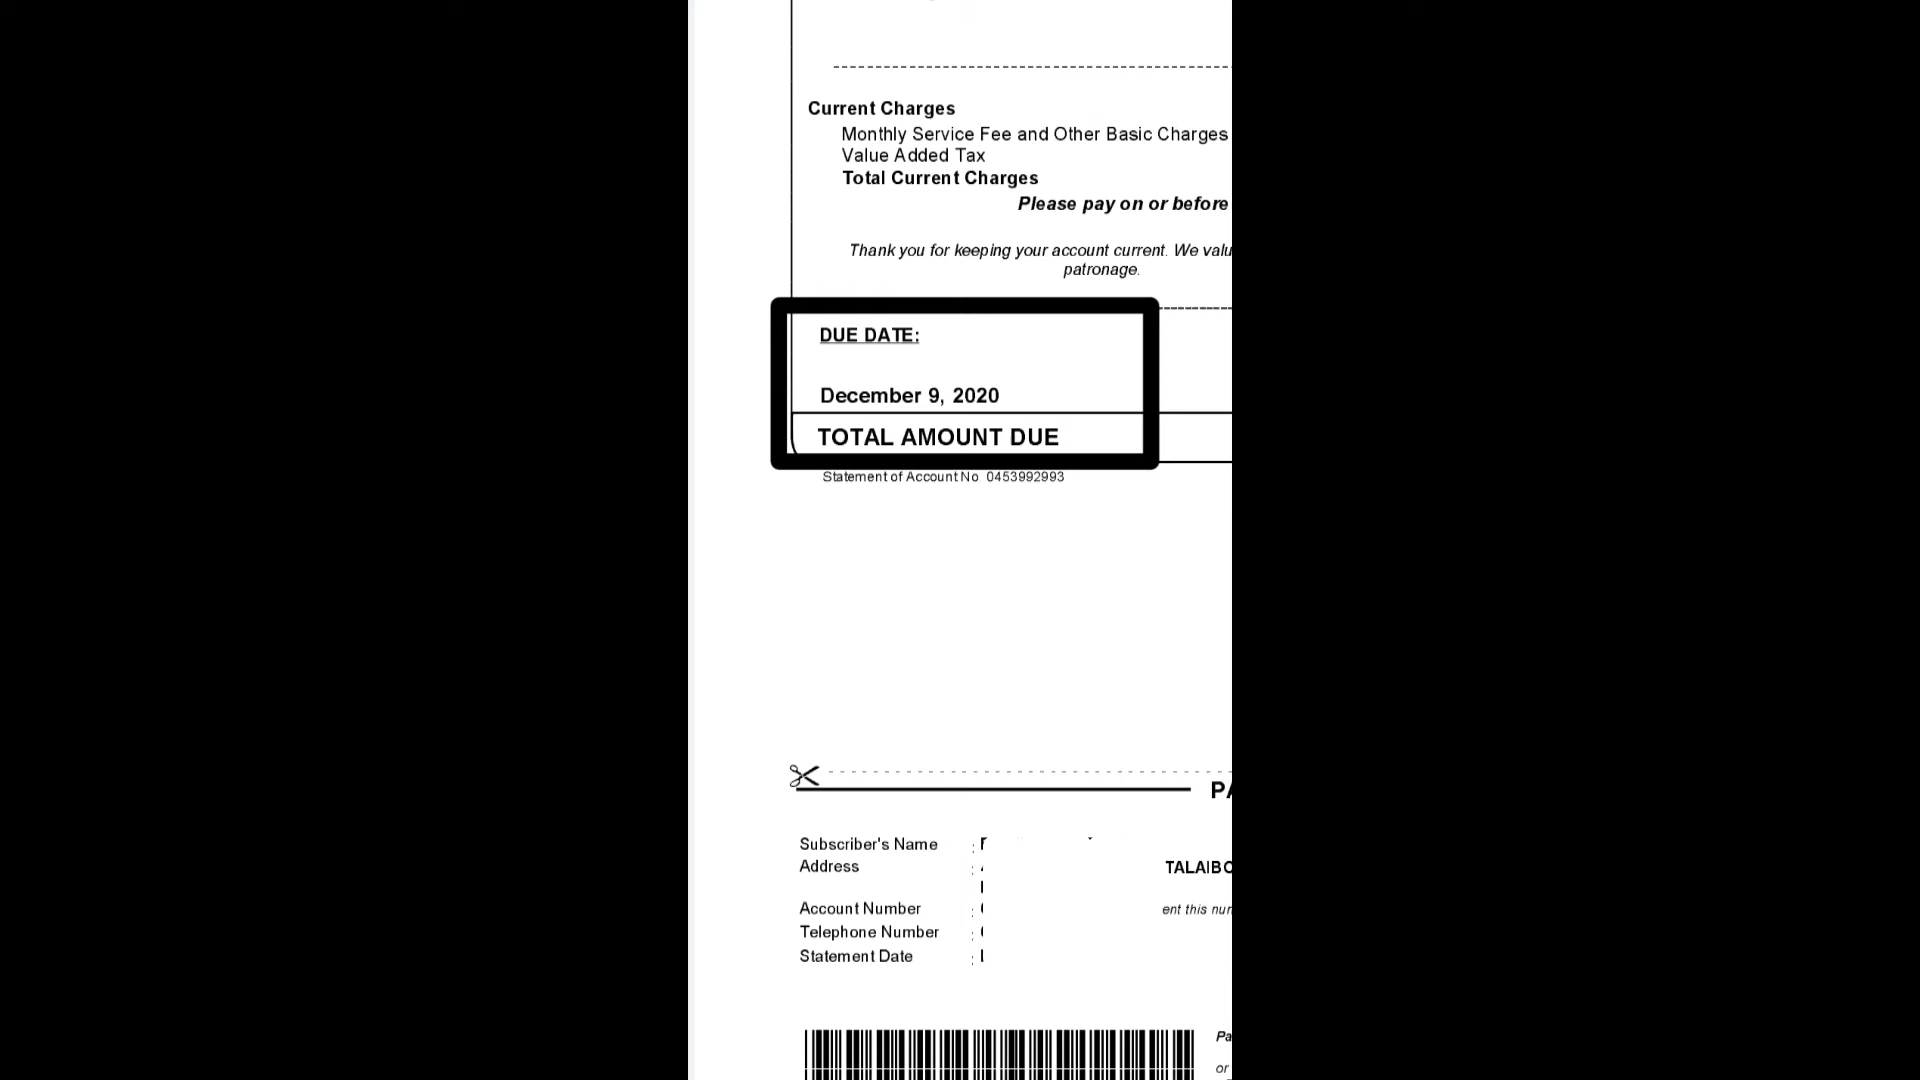 Current Charges
Monthly Service Fee and Other Basic Charges
Value Added Tax
Total Current Charges
Please pay on or before
Thank you for keeping your account current. We valu
patronage.
DUE DATE:
December 9, 2020
TOTAL AMOUNT DUE
Statement of Account No 0453992993
PA
Subscriber's Name :
Address : TALAIBO
Account Number : ent this nun
Telephone Number :
Statement Date :
Pa
or